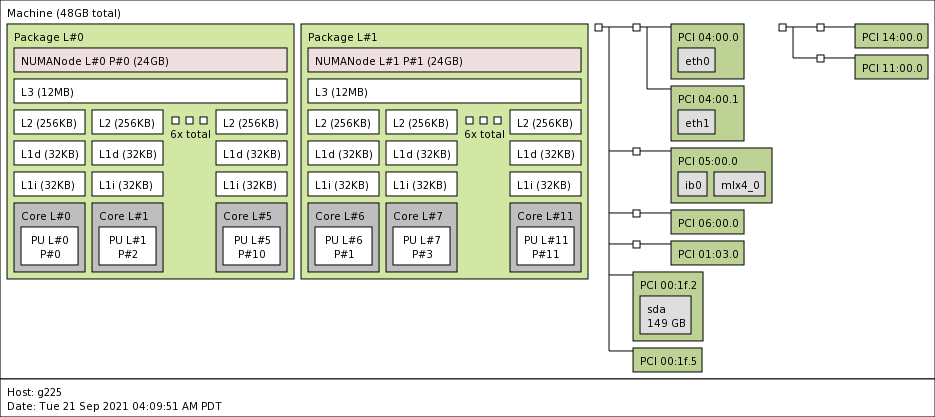 Machine (48GB total)
Package L#0
NUMANode L#0 P#0 (24GB)
L3 (12MB)
L2 (256KB)
L2 (256KB)
6x total
L2 (256KB)
L1d (32KB)
L1d (32KB)
L1d (32KB)
L1i (32KB)
L1i (32KB)
L1i (32KB)
Core L#0
PU L#0
P#0
Core L#1
PU L#1
P#2
Core L#5
PU L#5
P#10
Package L#1
NUMANode L#1 P#1 (24GB)
L3 (12MB)
L2 (256KB)
L2 (256KB)
6x total
L2 (256KB)
L1d (32KB)
L1d (32KB)
L1d (32KB)
L1i (32KB)
L1i (32KB)
L1i (32KB)
Core L#6
PU L#6
P#1
Core L#7
PU L#7
P#3
Core L#11
PU L#11
P#11
PCI 04:00.0
eth0
PCI 04:00.1
eth1
PCI 05:00.0
ib0
mlx4_0
PCI 06:00.0
PCI 01:03.0
PCI 00:1f.2
sda
149 GB
PCI 00:1f.5
PCI 14:00.0
PCI 11:00.0
Host: g225
Date: Tue 21 Sep 2021 04:09:51 AM PDT